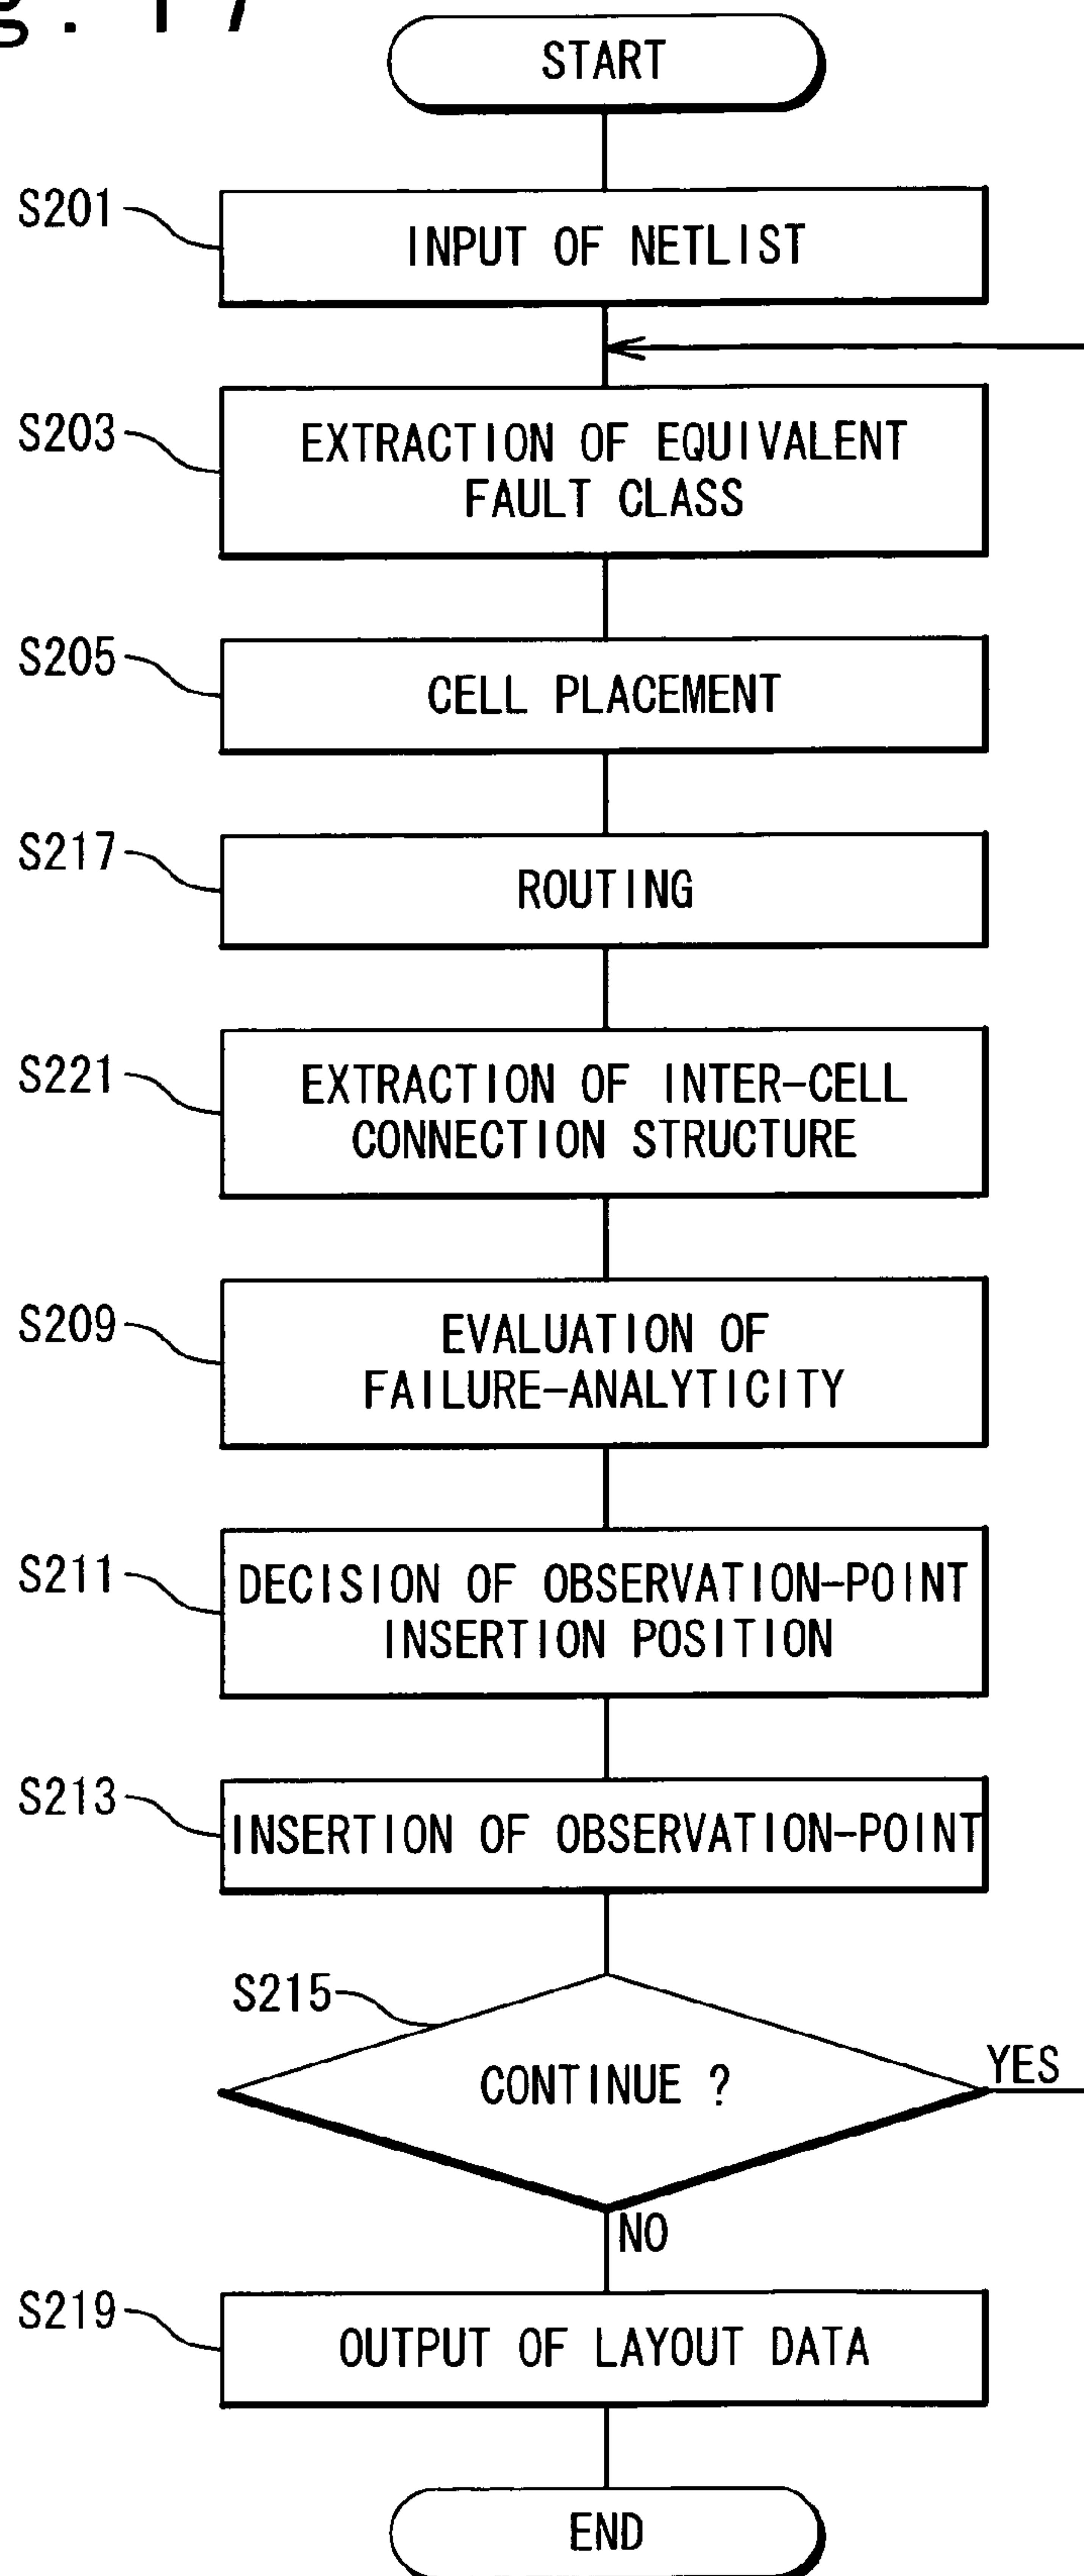 g. 17
START
S201
INPUT OF NETLIST
S203
EXTRACTION OF EQUIVALENT
FAULT CLASS
S205
CELL PLACEMENT
S217
ROUTING
S221
EXTRACTION OF INTER-CELL
CONNECTION STRUCTURE
S209
EVALUATION OF
FAILURE-ANALYTICITY
S211
DECISION OF OBSERVATION-POINT
INSERTION POSITION
S213
INSERTION OF OBSERVATION-POINT
S215
CONTINUE ?
YES
NO
S219
OUTPUT OF LAYOUT DATA
END